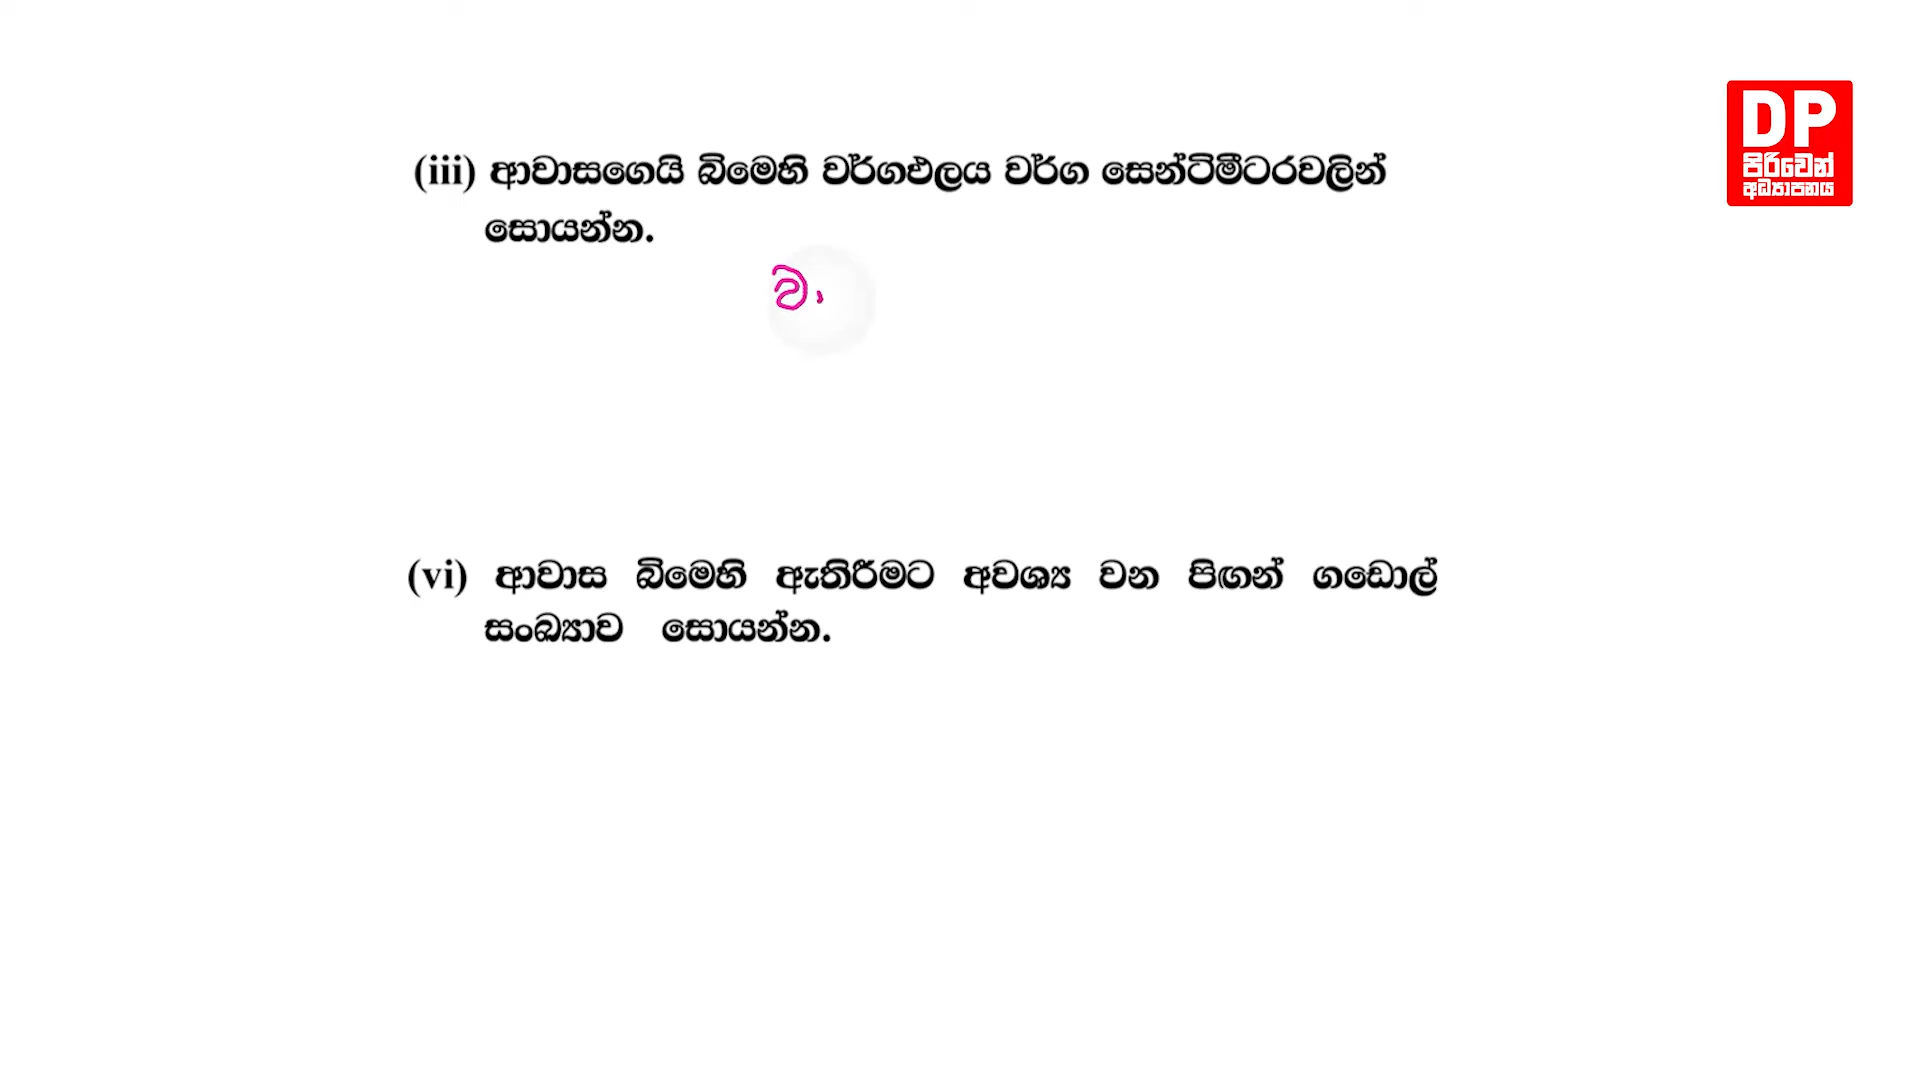 DP
පිරිවෙන්
අධ්‍යාපනය
(iii) ආවාසගෙයි බිමෙහි වර්ගඵලය වර්ග සෙන්ටිමීටරවලින්
සොයන්න.
ව.
(vi) ආවාස බිමෙහි ඇතිරීමට අවශ්‍ය වන පිඟන් ගඩොල්
සංඛ්‍යාව සොයන්න.